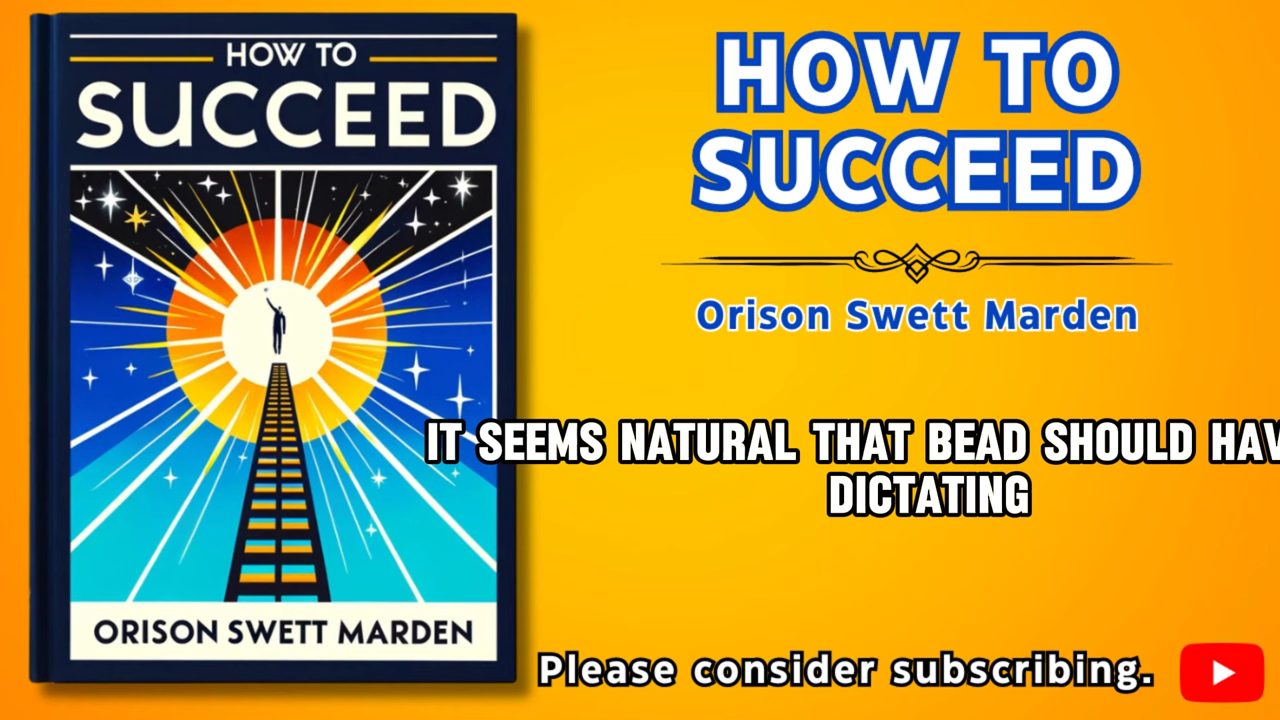 HOW TO
SUCCEED
ORISON SWETT MARDEN
HOW TO
SUCCEED
Orison Swett Marden
IT SEEMS NATURAL THAT BEAD SHOULD HAV
DICTATING
Please consider subscribing.